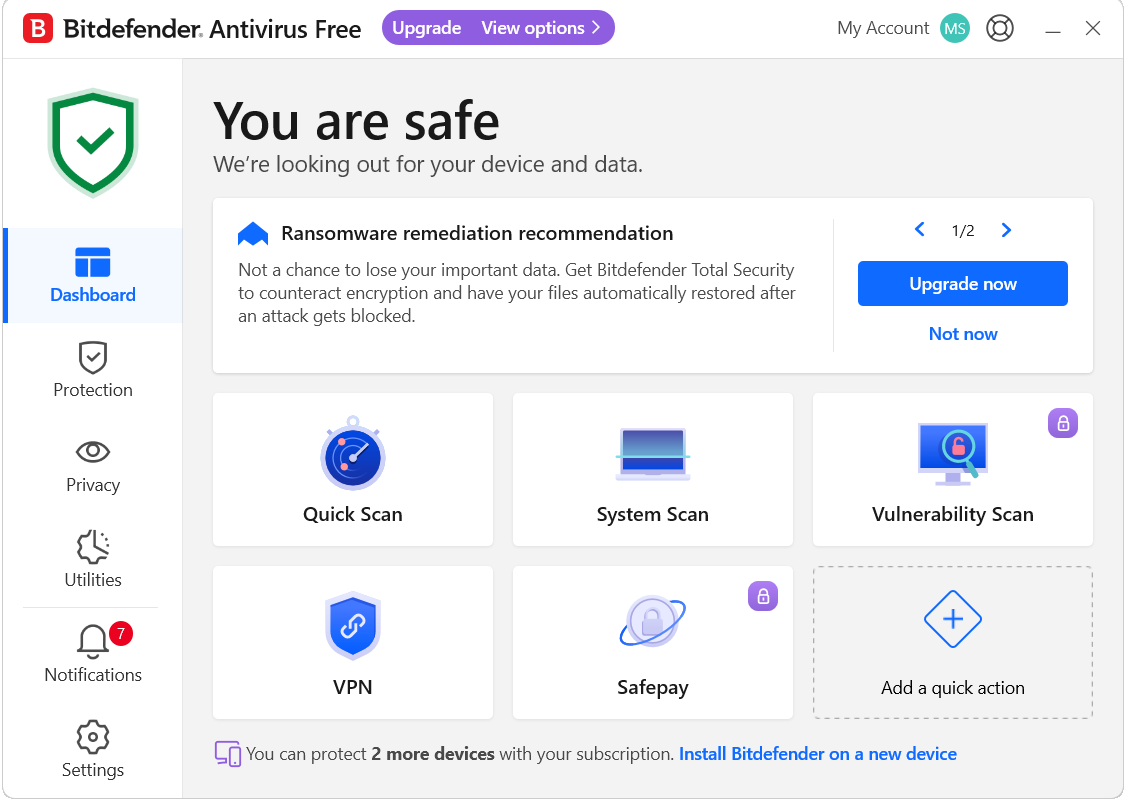 B Bitdefender. Antivirus Free
Upgrade View options
My Account MS
You are safe
We're looking out for your device and data.
Ransomware remediation recommendation
Not a chance to lose your important data. Get Bitdefender Total Security
to counteract encryption and have your files automatically restored after
an attack gets blocked.
1/2
Upgrade now
Not now
Dashboard
Protection
Privacy
Utilities
7
Notifications
Settings
Quick Scan
System Scan
Vulnerability Scan
VPN
Safepay
Add a quick action
You can protect 2 more devices with your subscription. Install Bitdefender on a new device